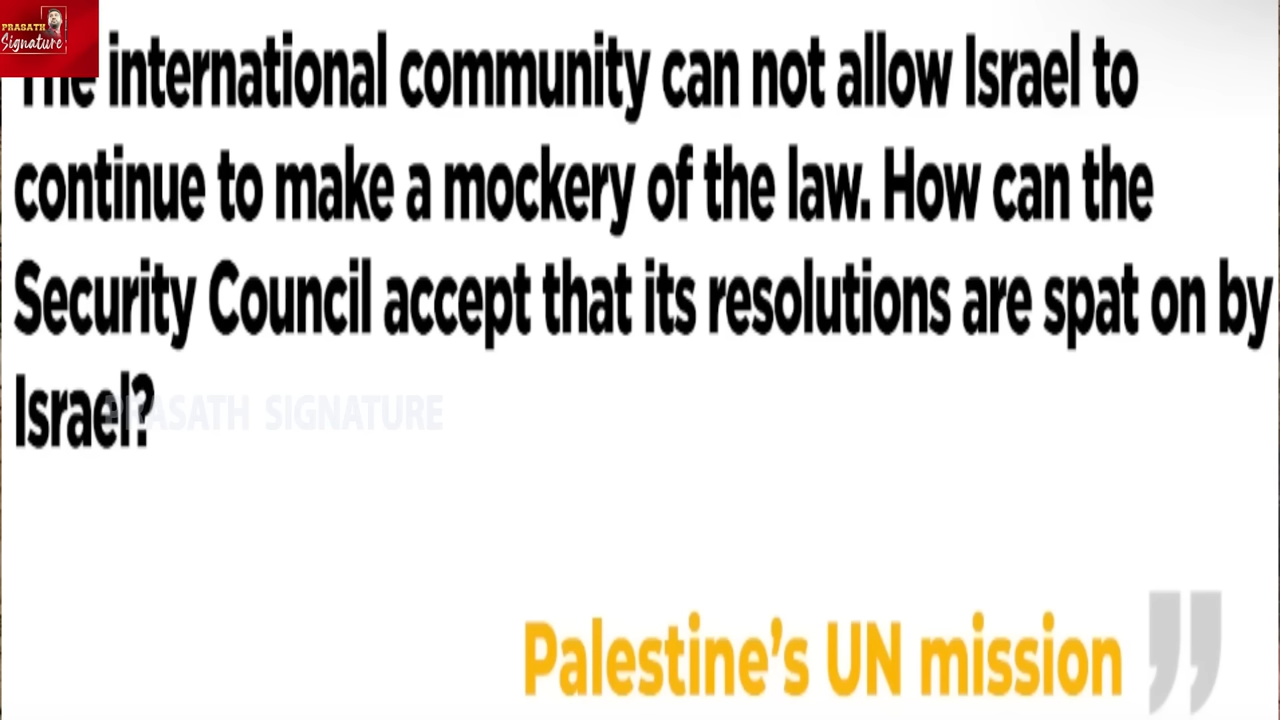 PRASATH
Signature
The international community can not allow Israel to
continue to make a mockery of the law. How can the
Security Council accept that its resolutions are spat on by
Israel?
PRASATH SIGNATURE
Palestine’s UN mission ”